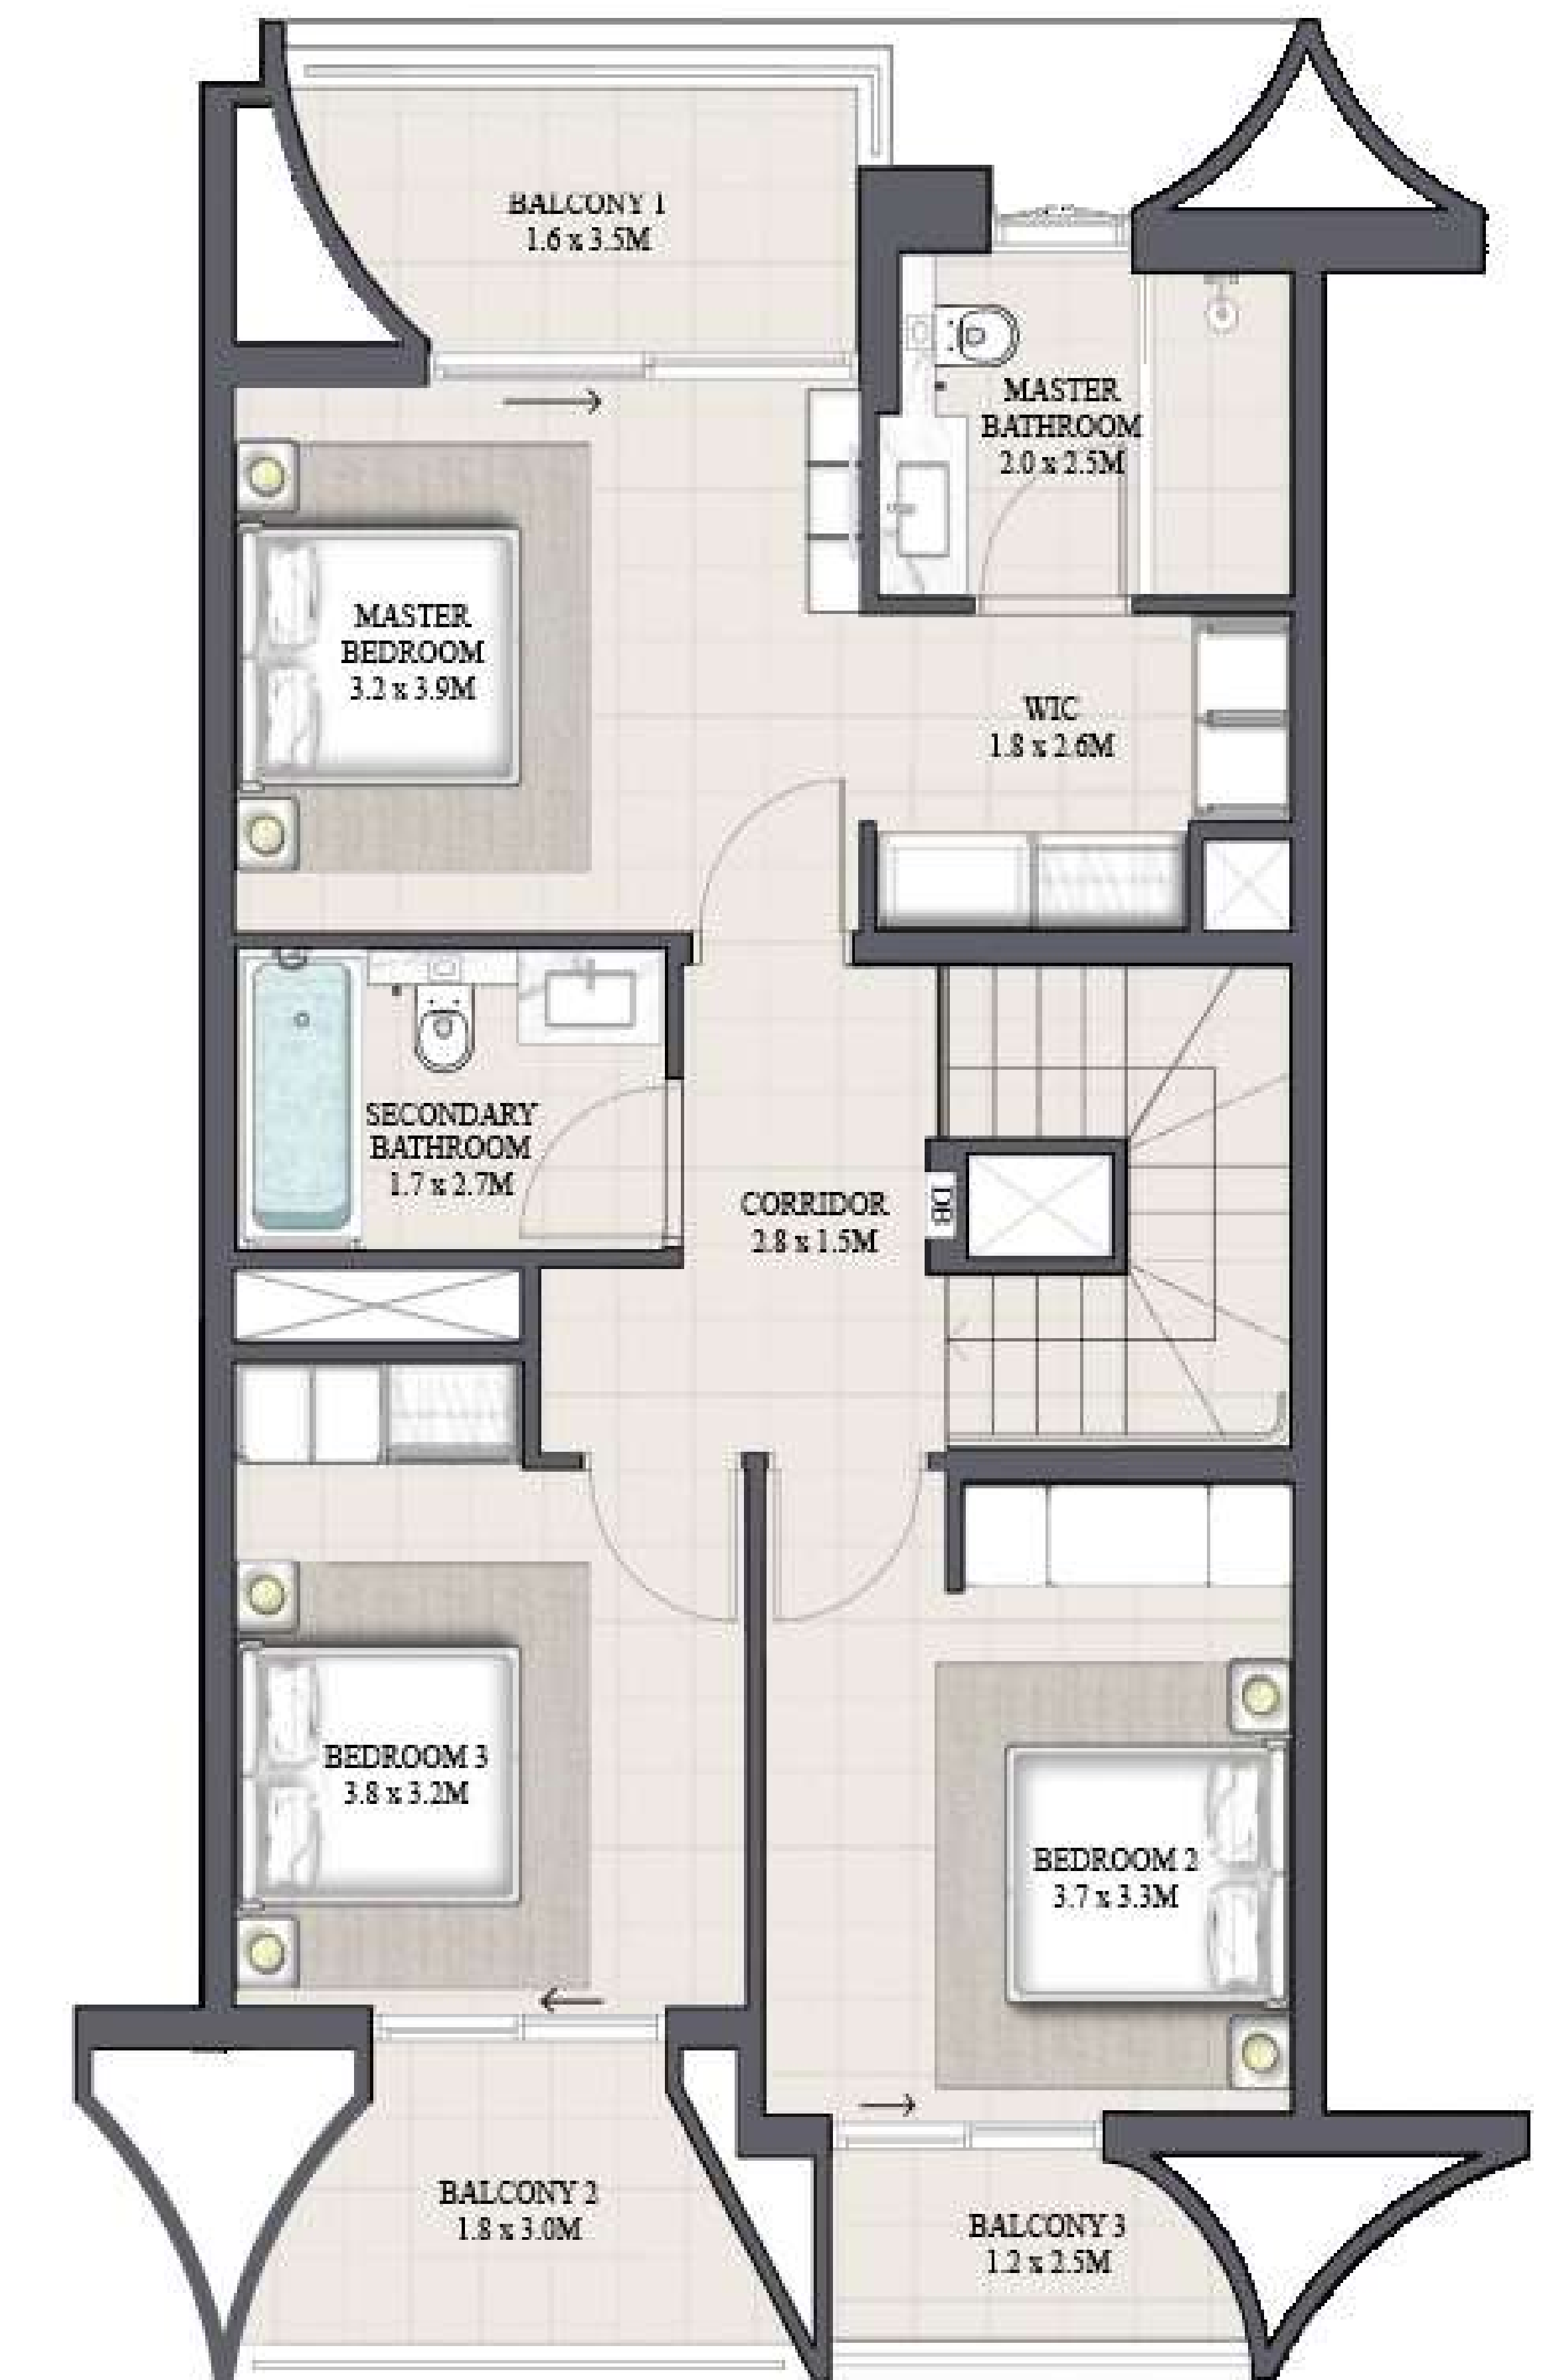 BALCONY 1
1.6 x 3.5M
MASTER
BATHROOM
2.0 x 2.5M
MASTER
BEDROOM
3.2 x 3.9M
WIC
1.8 x 2.6M
SECONDARY
BATHROOM
1.7 x 2.7M
CORRIDOR
2.8 x 1.5M
DB
BEDROOM 3
3.8 x 3.2M
BEDROOM 2
3.7 x 3.3M
BALCONY 2
1.8 x 3.0M
BALCONY 3
1.2 x 2.5M